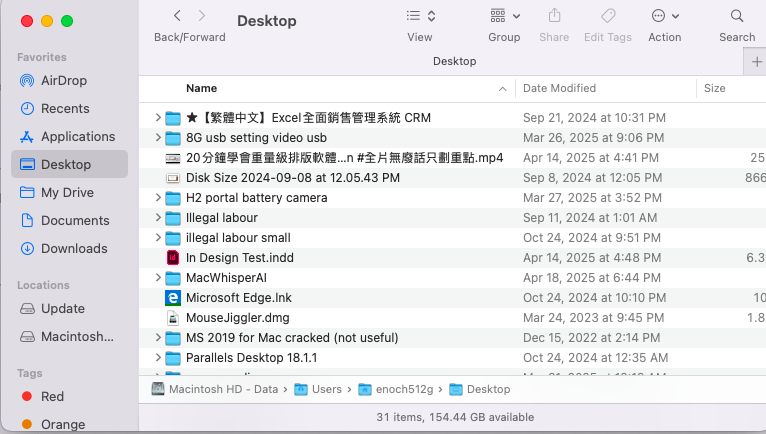 Desktop
Back/Forward
View
Group
Share
Edit Tags
Action
Search
Desktop
Favorites
AirDrop
Recents
Applications
Desktop
My Drive
Documents
Downloads
Locations
Update
Macintosh...
Tags
Red
Orange
Name Date Modified Size
★【繁體中文】Excel全面銷售管理系統 CRM Sep 21, 2024 at 10:31 PM
8G usb setting video usb Mar 26, 2025 at 9:06 PM
20分鐘學會重量級排版軟體...n #全片無廢話只劃重點.mp4 Apr 14, 2025 at 4:41 PM 25
Disk Size 2024-09-08 at 12.05.43 PM Sep 8, 2024 at 12:05 PM 866
H2 portal battery camera Mar 27, 2025 at 3:52 PM
Illegal labour Sep 11, 2024 at 1:01 AM
illegal labour small Oct 24, 2024 at 9:51 PM
In Design Test.indd Apr 14, 2025 at 4:48 PM 6.3
MacWhisperAI Apr 18, 2025 at 6:44 PM
Microsoft Edge.lnk Oct 24, 2024 at 10:10 PM 10
MouseJiggler.dmg Mar 24, 2023 at 9:45 PM 1.8
MS 2019 for Mac cracked (not useful) Dec 15, 2022 at 2:14 PM
Parallels Desktop 18.1.1 Oct 24, 2024 at 12:35 AM
Macintosh HD - Data › Users › enoch512g › Desktop
31 items, 154.44 GB available